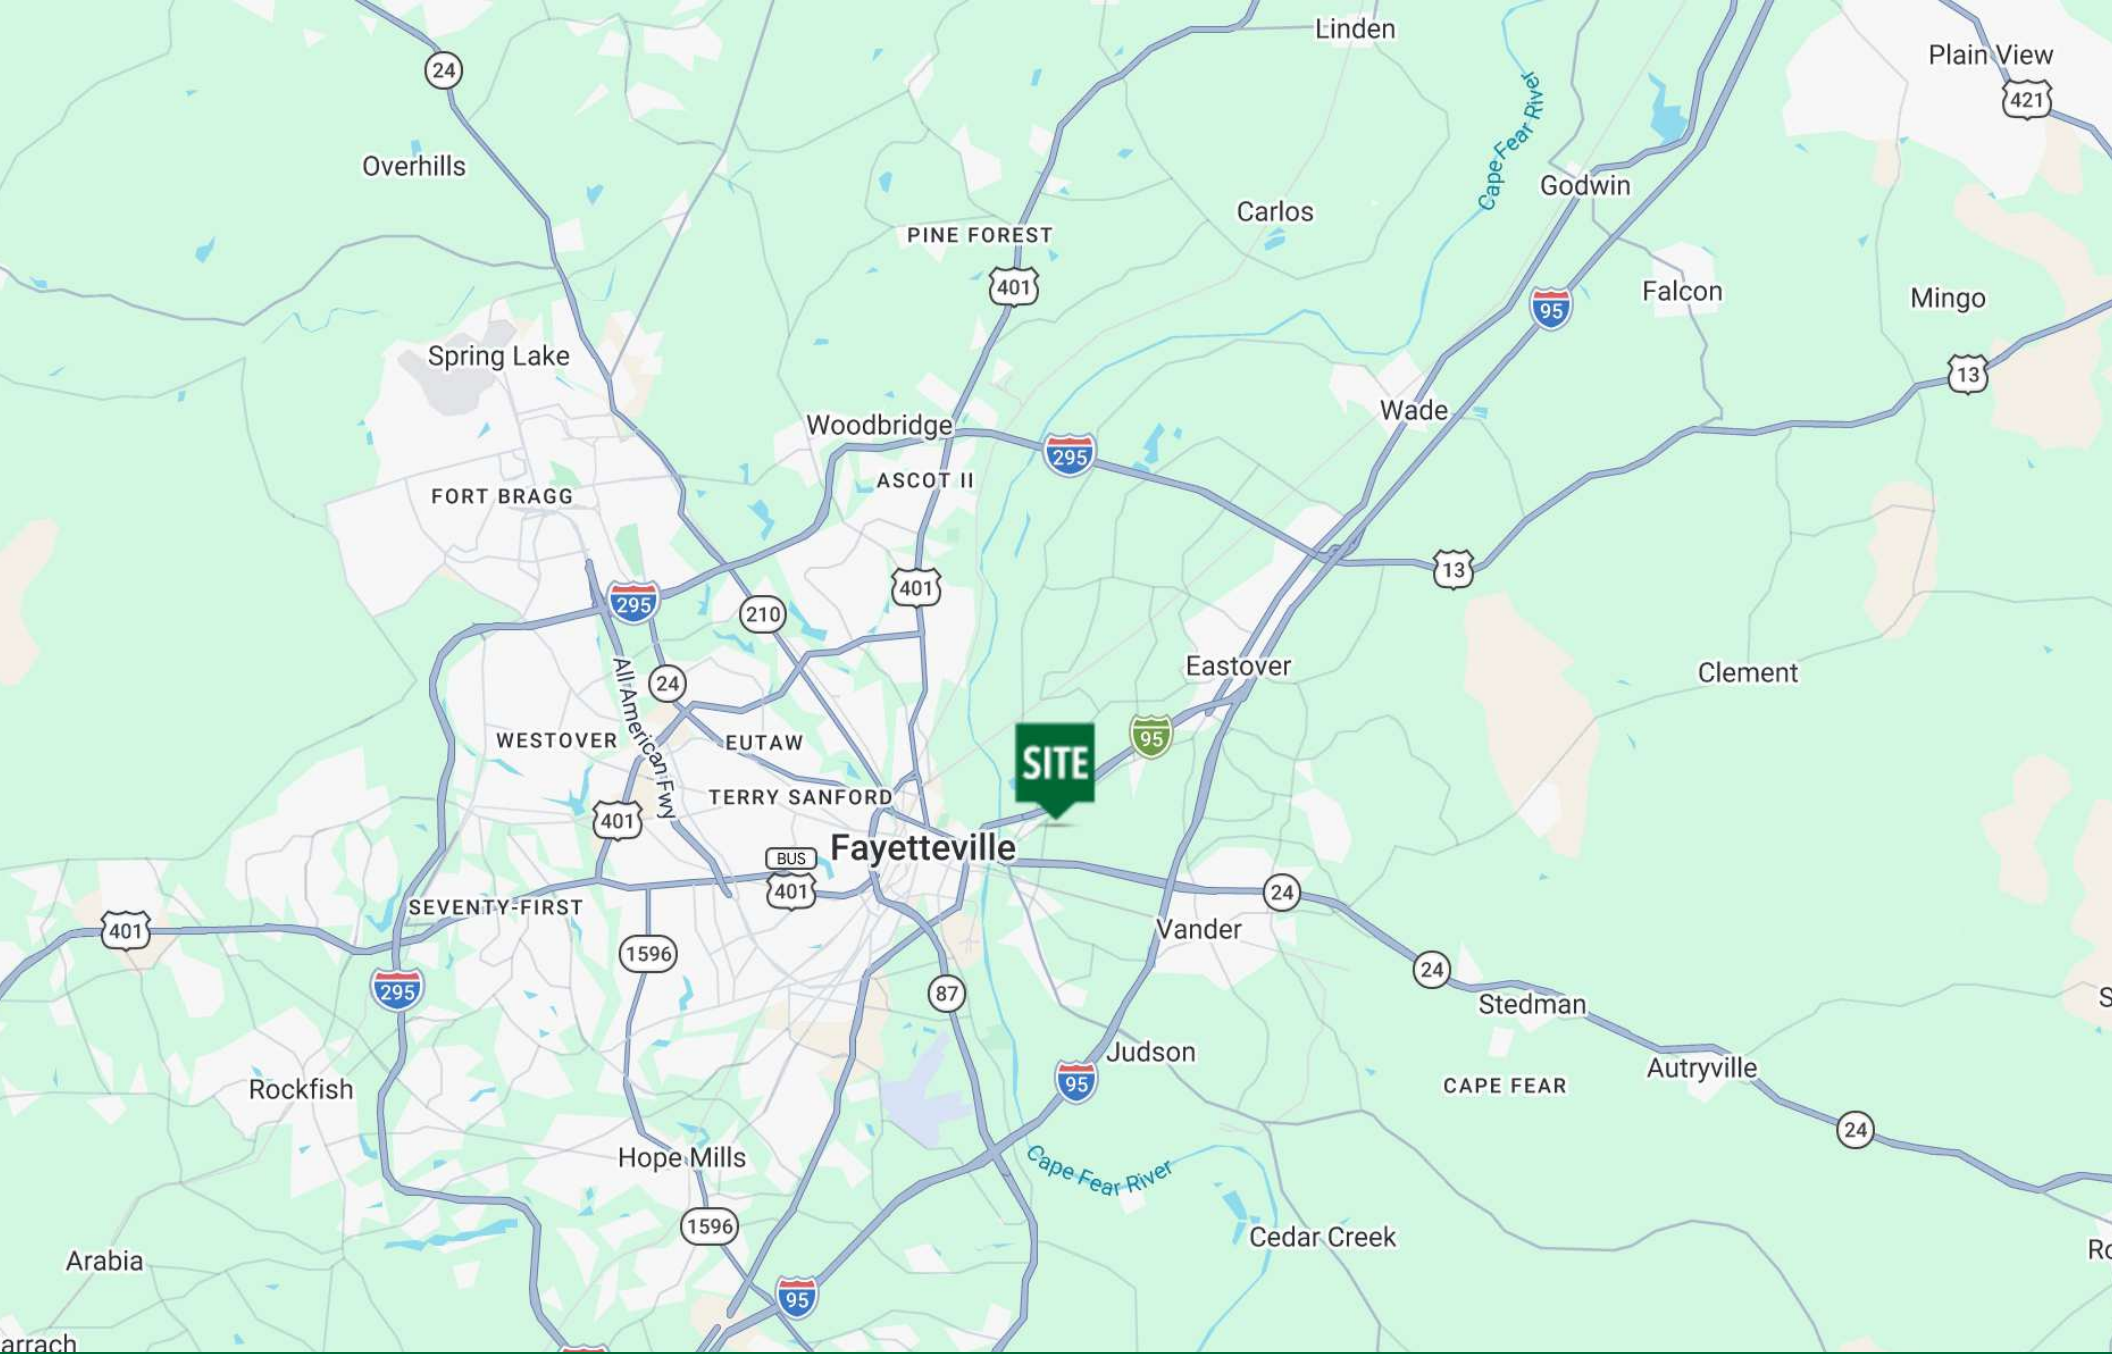 Linden
Plain View
24
421
Cape Fear River
Overhills
Godwin
Carlos
PINE FOREST
401
Falcon
Mingo
95
Spring Lake
13
Wade
Woodbridge
295
ASCOT II
FORT BRAGG
13
401
295
210
Eastover
Clement
24
All American Fwy
WESTOVER
EUTAW
95
SITE
TERRY SANFORD
401
Fayetteville
BUS
401
24
SEVENTY-FIRST
401
Vander
1596
24
295
87
Stedman
Judson
Autryville
95
CAPE FEAR
Rockfish
24
Hope Mills
Cape Fear River
1596
Cedar Creek
Arabia
Ro
95
arrach
S